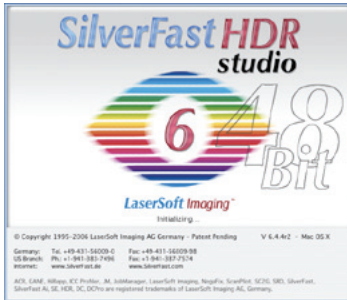 SilverFast HDR
studio
6
48
Bit
LaserSoft Imaging™
Initializing...
© Copyright 1995-2006 LaserSoft Imaging AG Germany - Patent Pending V 6.4.4r2 - Mac OS X
Germany: Tel. +49-431-56009-0 Fax: +49-431-56009-98
US Branch: Ph.: +1-941-383-7496 Fax: +1-941-387-7574
Internet: www.SilverFast.de www.SilverFast.com
ACR, GANE, HiRepp, ICC Profiler, JM, JobManager, LaserSoft Imaging, NegaFix, ScanPilot, SC2G, SRD, SilverFast,
SilverFast Ai, SE, HDR, DC, DCPro are registered trademarks of LaserSoft Imaging AG, Germany.